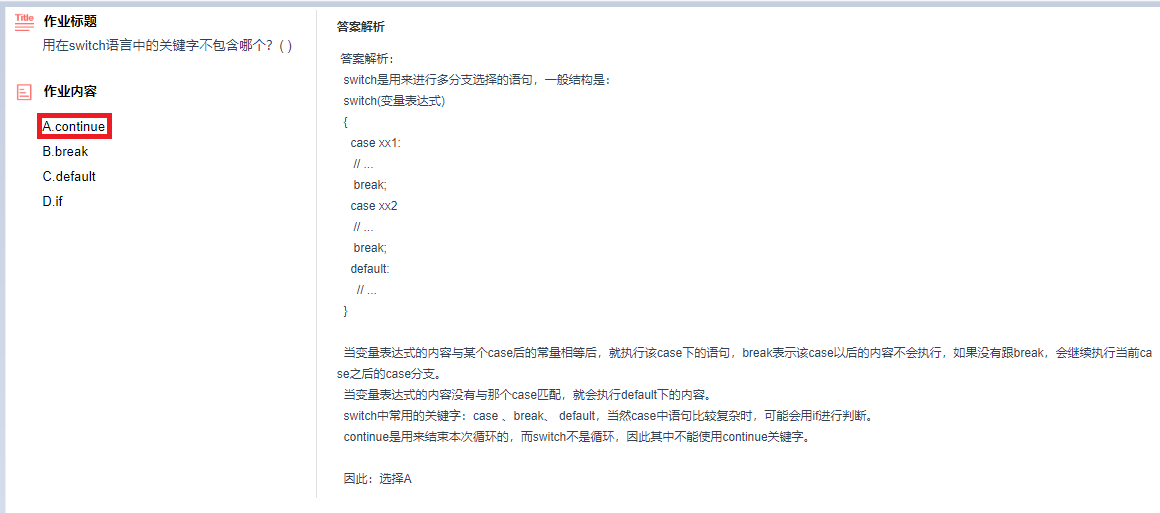 Title 作业标题
用在switch语言中的关键字不包含哪个？( )
作业内容
A.continue
B.break
C.default
D.if
答案解析
答案解析：
switch是用来进行多分支选择的语句，一般结构是：
switch(变量表达式)
{
case xx1:
// ...
break;
case xx2
// ...
break;
default:
// ...
}
当变量表达式的内容与某个case后的常量相等后，就执行该case下的语句，break表示该case以后的内容不会执行，如果没有跟break，会继续执行当前ca
se之后的case分支。
当变量表达式的内容没有与那个case匹配，就会执行default下的内容。
switch中常用的关键字：case 、break、 default，当然case中语句比较复杂时，可能会用if进行判断。
continue是用来结束本次循环的，而switch不是循环，因此其中不能使用continue关键字。
因此：选择A